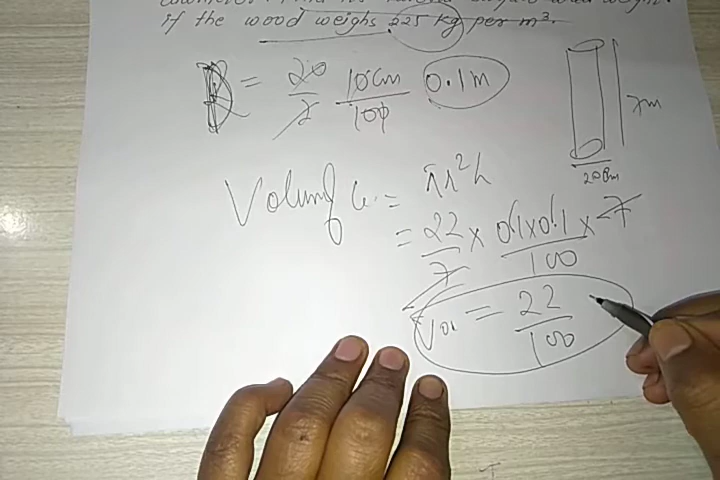 if the wood weighs 225 kg per m³.
= 20/2 10cm/100 0.1m
7m
20cm
Volume = πr²h
= 22/7 × 0.1×0.1/100 × 7
Vol = 22/100